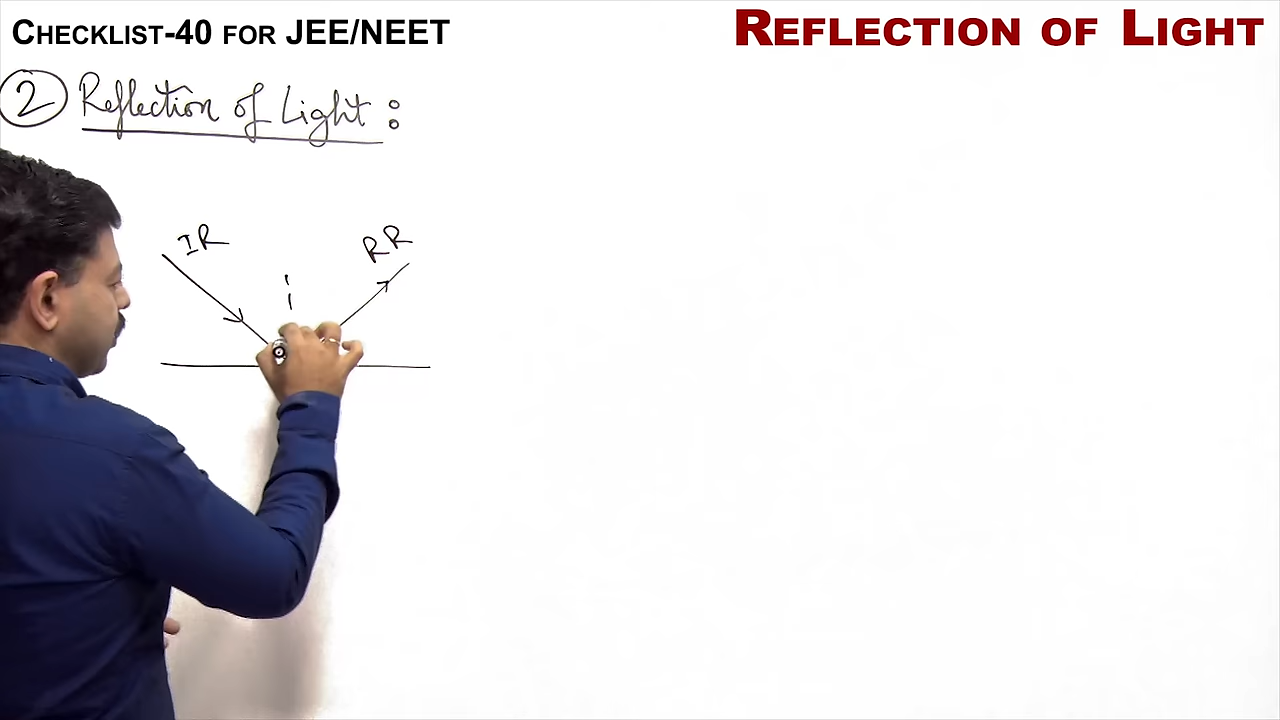 CHECKLIST-40 FOR JEE/NEET
REFLECTION OF LIGHT
2 Reflection of Light :
IR
RR